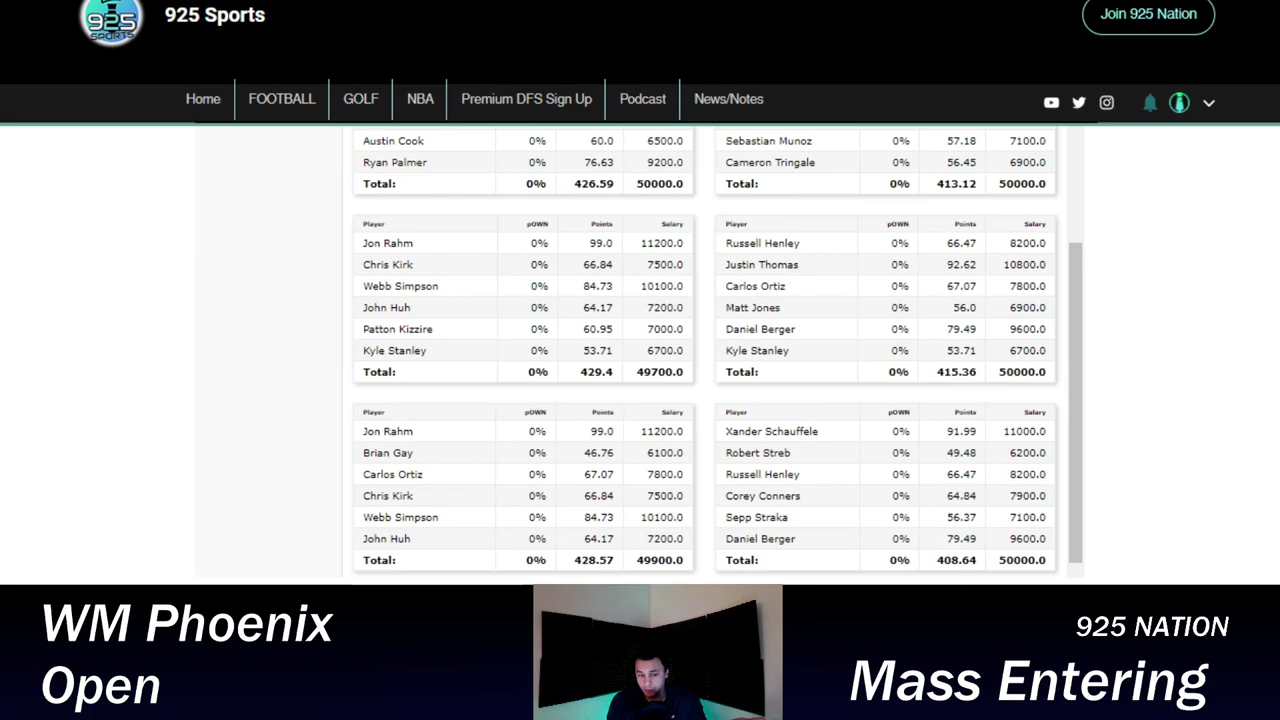 925 Sports
Join 925 Nation
925
SPORTS
Home FOOTBALL GOLF NBA Premium DFS Sign Up Podcast News/Notes
Austin Cook 0% 60.0 6500.0
Ryan Palmer 0% 76.63 9200.0
Total: 0% 426.59 50000.0
Sebastian Munoz 0% 57.18 7100.0
Cameron Tringale 0% 56.45 6900.0
Total: 0% 413.12 50000.0
Player pOWN Points Salary
Jon Rahm 0% 99.0 11200.0
Chris Kirk 0% 66.84 7500.0
Webb Simpson 0% 84.73 10100.0
John Huh 0% 64.17 7200.0
Patton Kizzire 0% 60.95 7000.0
Kyle Stanley 0% 53.71 6700.0
Total: 0% 429.4 49700.0
Player pOWN Points Salary
Russell Henley 0% 66.47 8200.0
Justin Thomas 0% 92.62 10800.0
Carlos Ortiz 0% 67.07 7800.0
Matt Jones 0% 56.0 6900.0
Daniel Berger 0% 79.49 9600.0
Kyle Stanley 0% 53.71 6700.0
Total: 0% 415.36 50000.0
Player pOWN Points Salary
Jon Rahm 0% 99.0 11200.0
Brian Gay 0% 46.76 6100.0
Carlos Ortiz 0% 67.07 7800.0
Chris Kirk 0% 66.84 7500.0
Webb Simpson 0% 84.73 10100.0
John Huh 0% 64.17 7200.0
Total: 0% 428.57 49900.0
Player pOWN Points Salary
Xander Schauffele 0% 91.99 11000.0
Robert Streb 0% 49.48 6200.0
Russell Henley 0% 66.47 8200.0
Corey Conners 0% 64.84 7900.0
Sepp Straka 0% 56.37 7100.0
Daniel Berger 0% 79.49 9600.0
Total: 0% 408.64 50000.0
WM Phoenix
Open
925 NATION
Mass Entering